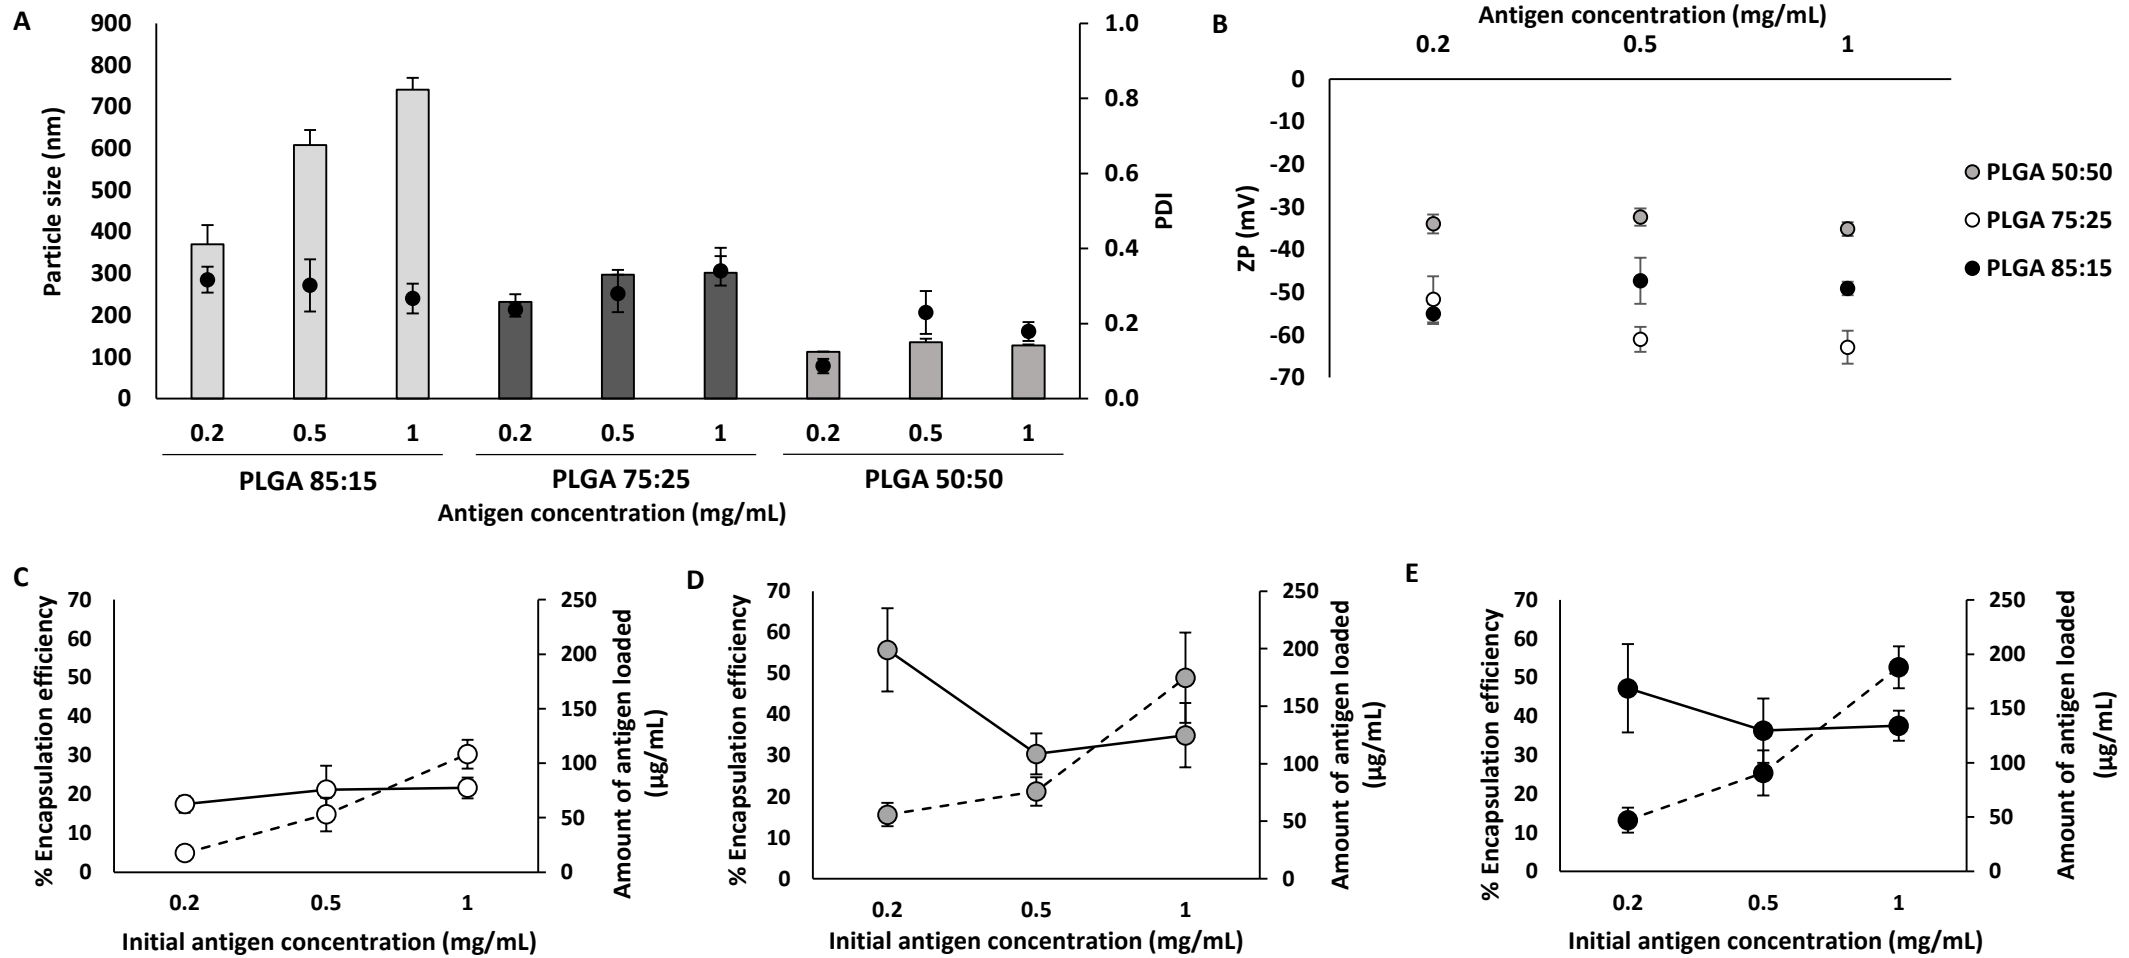 A
Particle size (nm)
900
800
700
600
500
400
300
200
100
0
1.0
0.8
0.6
0.4
0.2
0.0
PDI
0.2 0.5 1 0.2 0.5 1 0.2 0.5 1
PLGA 85:15 PLGA 75:25 PLGA 50:50
Antigen concentration (mg/mL)
B
Antigen concentration (mg/mL)
0.2 0.5 1
ZP (mV)
0
-10
-20
-30
-40
-50
-60
-70
PLGA 50:50
PLGA 75:25
PLGA 85:15
C
% Encapsulation efficiency
70
60
50
40
30
20
10
0
250
200
150
100
50
0
Amount of antigen loaded
(µg/mL)
0.2 0.5 1
Initial antigen concentration (mg/mL)
D
% Encapsulation efficiency
70
60
50
40
30
20
10
0
250
200
150
100
50
0
Amount of antigen loaded
(µg/mL)
0.2 0.5 1
Initial antigen concentration (mg/mL)
E
% Encapsulation efficiency
70
60
50
40
30
20
10
0
250
200
150
100
50
0
Amount of antigen loaded
(µg/mL)
0.2 0.5 1
Initial antigen concentration (mg/mL)